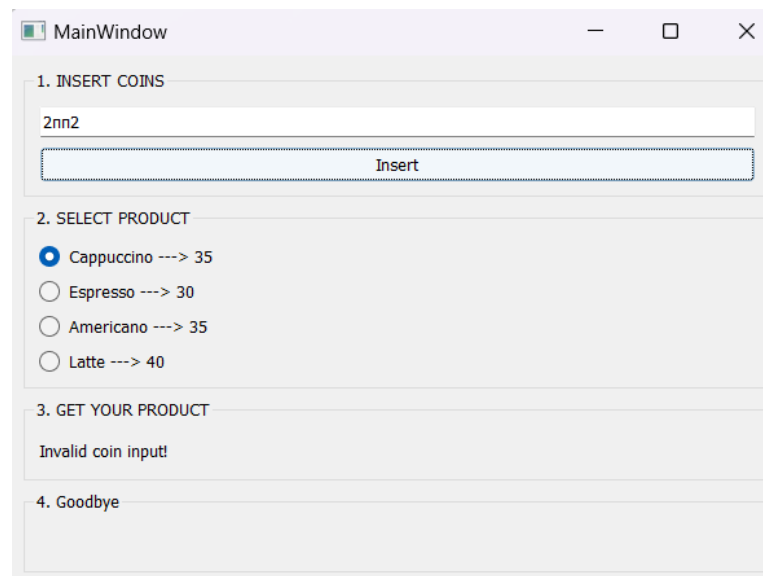 MainWindow
1. INSERT COINS
2пп2
Insert
2. SELECT PRODUCT
Cappuccino ---> 35
Espresso ---> 30
Americano ---> 35
Latte ---> 40
3. GET YOUR PRODUCT
Invalid coin input!
4. Goodbye